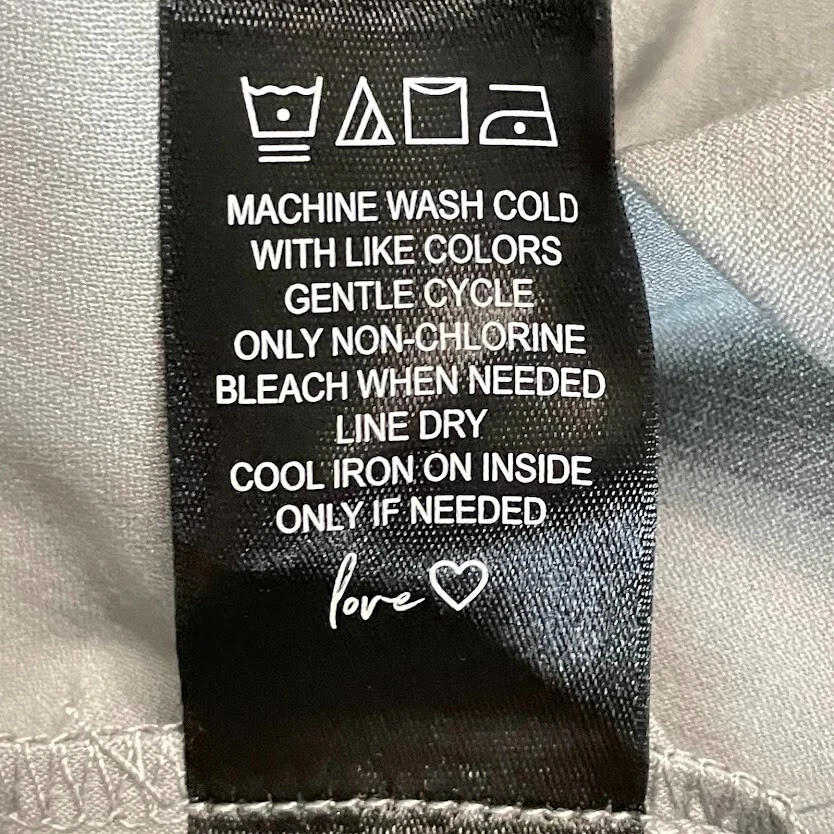 MACHINE WASH COLD
WITH LIKE COLORS
GENTLE CYCLE
ONLY NON-CHLORINE
BLEACH WHEN NEEDED
LINE DRY
COOL IRON ON INSIDE
ONLY IF NEEDED
love♡